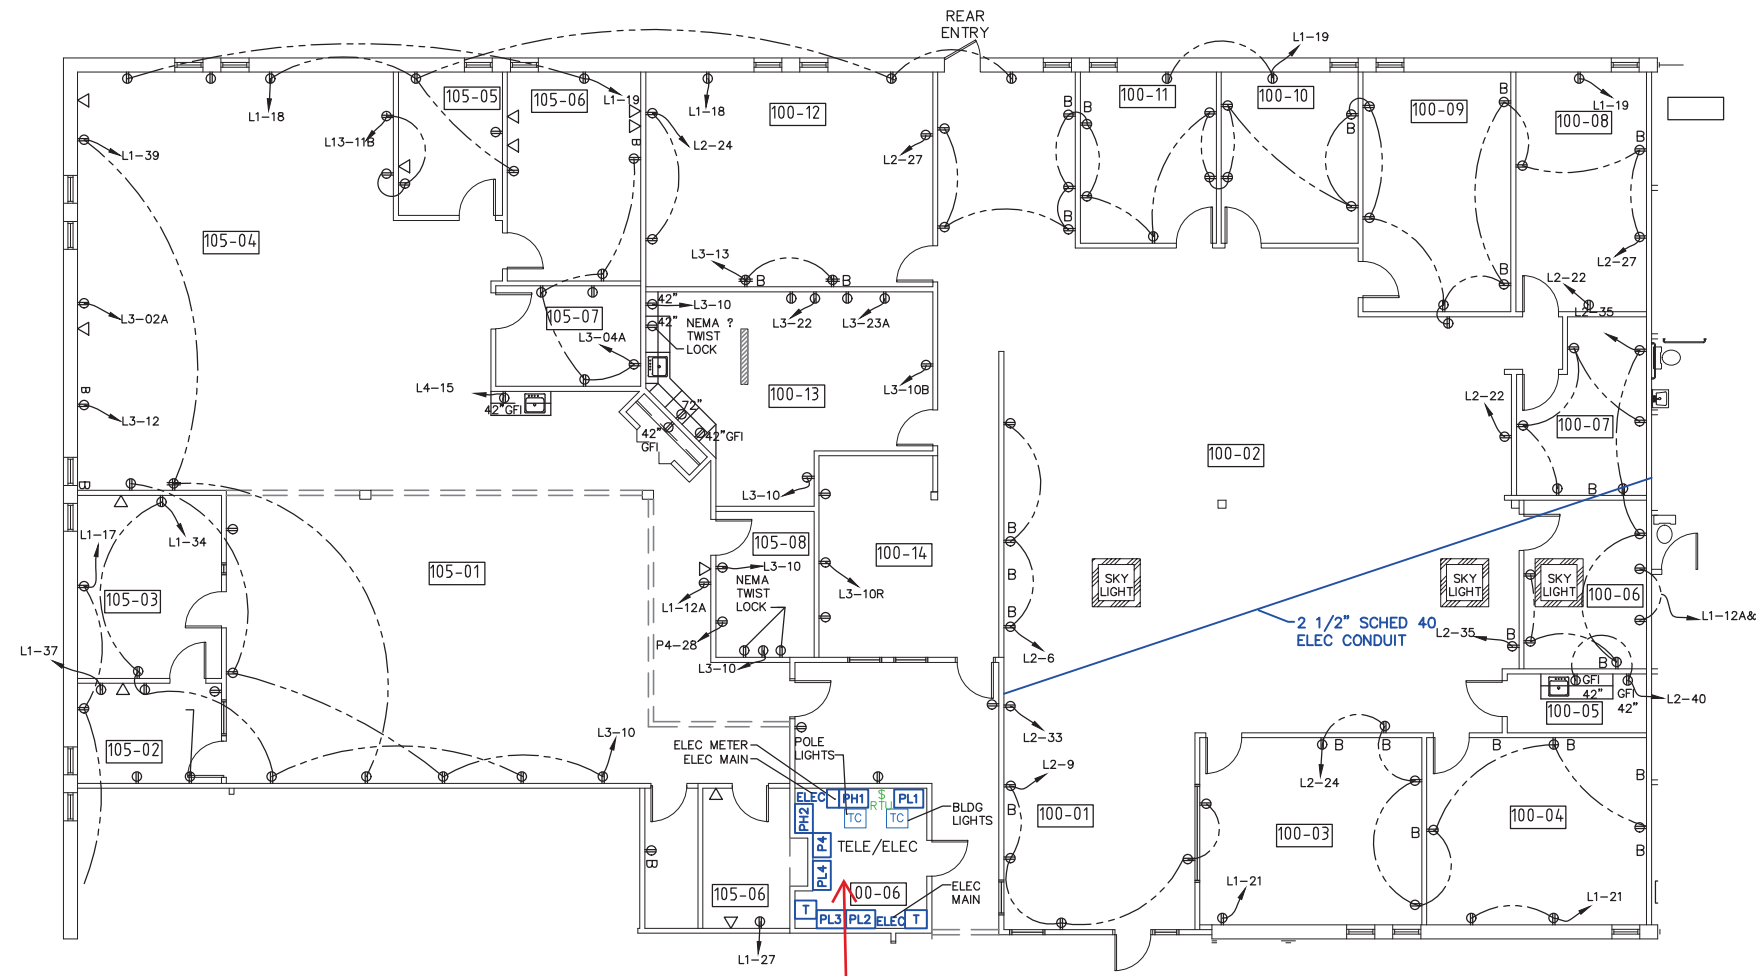 REAR
ENTRY
L1-19
105-05
105-06
L1-19
L1-18
L1-18
100-12
100-11
100-10
100-09
L1-19
100-08
L13-11B
L1-39
B
L2-24
L2-27
B
B
B
B
B
B
105-04
B
B
L3-13
B
B
L2-27
B
L2-22
L3-02A
42"
L3-10
105-07
42"
NEMA ?
TWIST
LOCK
L3-22
L3-23A
L2-35
L3-04A
L4-15
B
42"GFI
L3-10B
100-13
72"
L2-22
L3-12
42"
GFI
42"GFI
100-07
100-02
B
L3-10
B
L1-17
L1-34
B
105-08
100-14
L3-10
105-01
NEMA
TWIST
LOCK
B
SKY
LIGHT
SKY
LIGHT
SKY
LIGHT
105-03
L1-12A
L3-10R
B
100-06
L1-12A&
2 1/2" SCHED 40
ELEC CONDUIT
L2-35
B
P4-28
L1-37
L3-10
L2-6
B
GFI
42"
GFI
42"
L2-40
100-05
105-02
L3-10
ELEC METER
ELEC MAIN
POLE
LIGHTS
L2-33
B
B
B
L2-9
L2-24
B
ELEC
PH1
$
RTU
PL1
BLDG
LIGHTS
B
PH2
TC
TC
100-01
100-03
B
100-04
B
P4
TELE/ELEC
B
PL4
105-06
00-06
ELEC
MAIN
L1-21
L1-21
T
PL3
PL2
ELEC
T
L1-27